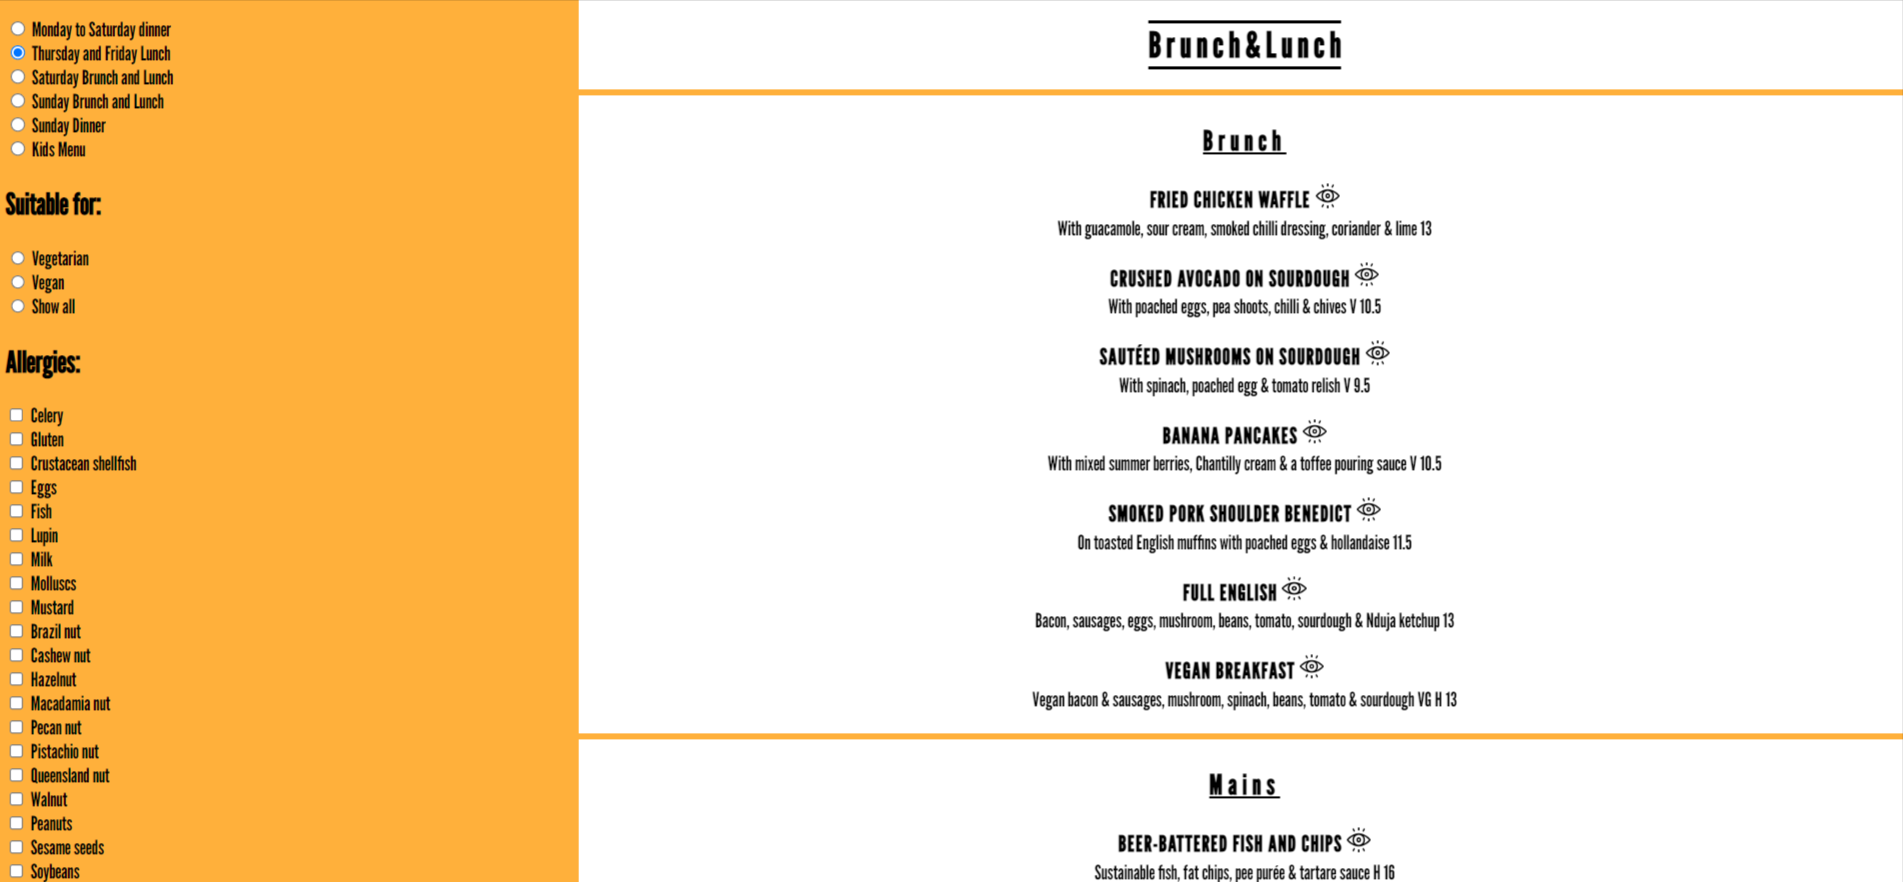 Monday to Saturday dinner
Thursday and Friday Lunch
Saturday Brunch and Lunch
Sunday Brunch and Lunch
Sunday Dinner
Kids Menu
Suitable for:
Vegetarian
Vegan
Show all
Allergies:
Celery
Gluten
Crustacean shellfish
Eggs
Fish
Lupin
Milk
Molluscs
Mustard
Brazil nut
Cashew nut
Hazelnut
Macadamia nut
Pecan nut
Pistachio nut
Queensland nut
Walnut
Peanuts
Sesame seeds
Soybeans
Brunch&Lunch
Brunch
FRIED CHICKEN WAFFLE
With guacamole, sour cream, smoked chilli dressing, coriander & lime 13
CRUSHED AVOCADO ON SOURDOUGH
With poached eggs, pea shoots, chilli & chives V 10.5
SAUTÉED MUSHROOMS ON SOURDOUGH
With spinach, poached egg & tomato relish V 9.5
BANANA PANCAKES
With mixed summer berries, Chantilly cream & a toffee pouring sauce V 10.5
SMOKED PORK SHOULDER BENEDICT
On toasted English muffins with poached eggs & hollandaise 11.5
FULL ENGLISH
Bacon, sausages, eggs, mushroom, beans, tomato, sourdough & Nduja ketchup 13
VEGAN BREAKFAST
Vegan bacon & sausages, mushroom, spinach, beans, tomato & sourdough VG H 13
Mains
BEER-BATTERED FISH AND CHIPS
Sustainable fish, fat chips, pee purée & tartare sauce H 16